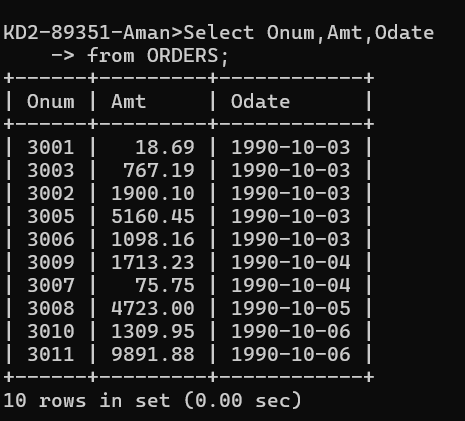 KD2-89351-Aman>Select Onum,Amt,Odate
    -> from ORDERS;
+------+---------+------------+
| Onum | Amt     | Odate      |
+------+---------+------------+
| 3001 |   18.69 | 1990-10-03 |
| 3003 |  767.19 | 1990-10-03 |
| 3002 | 1900.10 | 1990-10-03 |
| 3005 | 5160.45 | 1990-10-03 |
| 3006 | 1098.16 | 1990-10-03 |
| 3009 | 1713.23 | 1990-10-04 |
| 3007 |   75.75 | 1990-10-04 |
| 3008 | 4723.00 | 1990-10-05 |
| 3010 | 1309.95 | 1990-10-06 |
| 3011 | 9891.88 | 1990-10-06 |
+------+---------+------------+
10 rows in set (0.00 sec)